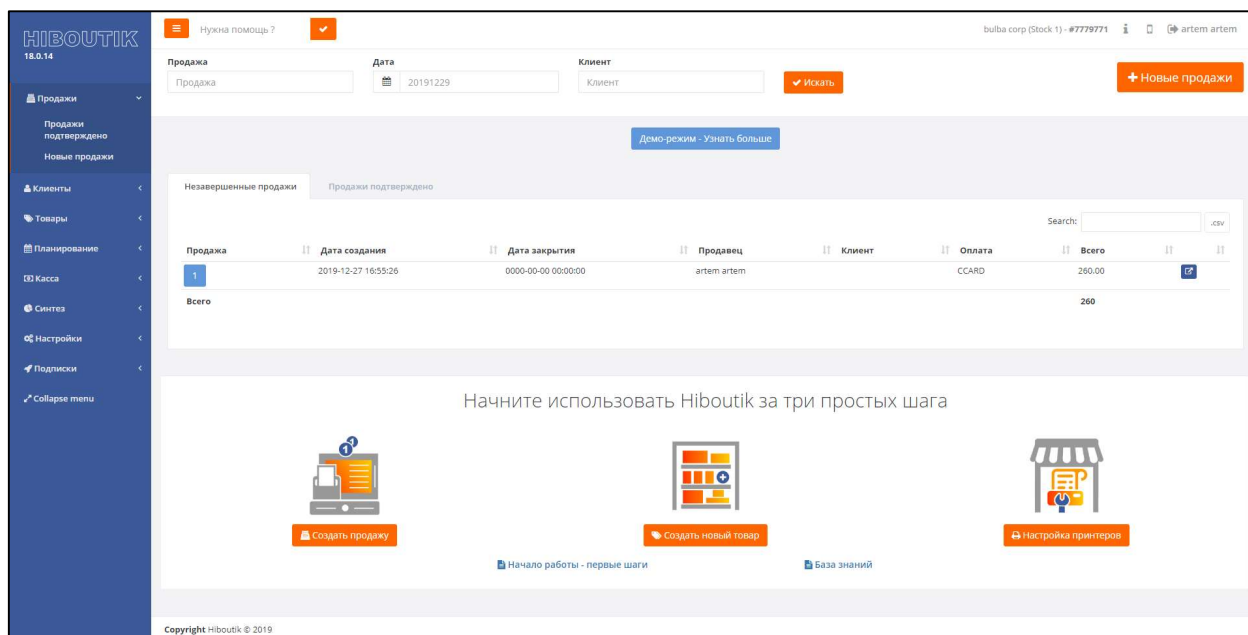 HIBOUTIK
18.0.14
Нужна помощь ?
bulba corp (Stock 1) - #7779771
artem artem
Продажа
Дата
Клиент
Продажа
20191229
Клиент
Искать
Новые продажи
Продажи
Продажи подтверждено
Новые продажи
Клиенты
Товары
Планирование
Касса
Синтез
Настройки
Подписки
Collapse menu
Демо-режим - Узнать больше
Незавершенные продажи
Продажи подтверждено
Search:
.csv
Продажа Дата создания Дата закрытия Продавец Клиент Оплата Всего
1 2019-12-27 16:55:26 0000-00-00 00:00:00 artem artem CCARD 260.00
Всего 260
Начните использовать Hiboutik за три простых шага
Создать продажу
Создать новый товар
Настройка принтеров
Начало работы - первые шаги
База знаний
Copyright Hiboutik © 2019